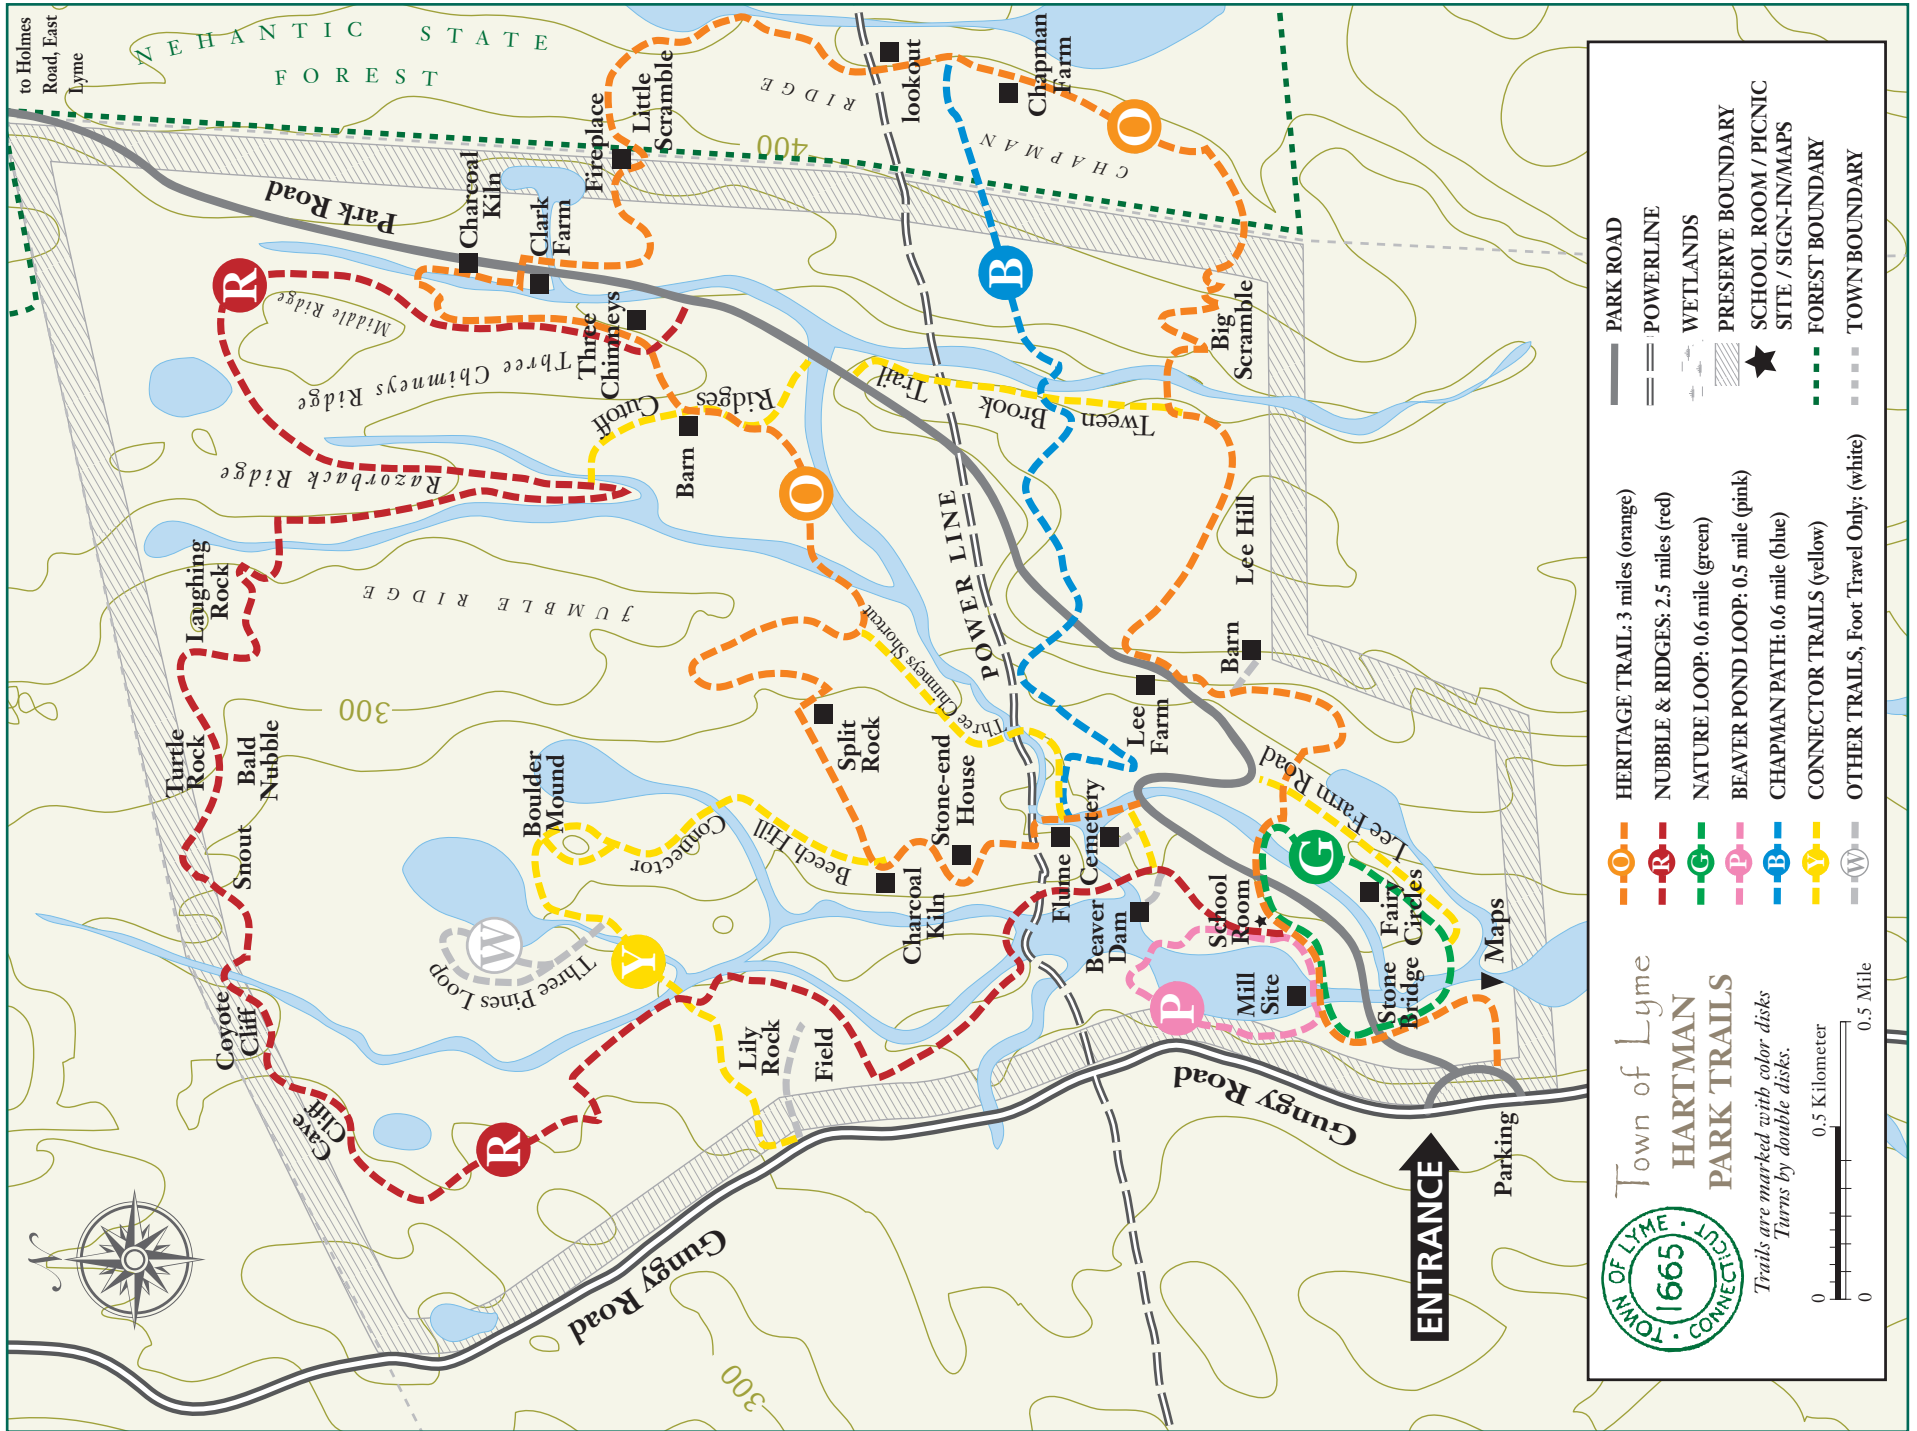 to Holmes
Road, East
Lyme
NEHANTIC STATE
FOREST
Park Road
Charcoal
Kiln
Clark
Farm
Fireplace
Little
Scramble
400
RIDGE
CHAPMAN
lookout
Chapman
Farm
O
R
Middle Ridge
Three Chimneys Ridge
Three
Chimneys
Razorback Ridge
Cutoff
Ridges
Barn
O
B
Tween
Brook
Trail
Big
Scramble
Laughing
Rock
JUMBLE RIDGE
POWER LINE
Lee Hill
Barn
300
Turtle
Rock
Bald
Nubble
Snout
Boulder
Mound
Connector
Beech Hill
Split
Rock
Stone-end
House
Charcoal
Kiln
Three Chimneys Shortcut
Lee
Farm
Cemetery
Flume
Beaver
Dam
School
Room
Lee Farm Road
G
Fairy
Circles
Maps
Mill
Site
Stone
Bridge
P
W
Three Pines Loop
Y
Coyote
Cliff
Cave
Cliff
R
Lily
Rock
Field
Gungy Road
Gungy Road
300
Parking
ENTRANCE
TOWN OF LYME • CONNECTICUT •
1665
Town of Lyme
HARTMAN
PARK TRAILS
Trails are marked with color disks
Turns by double disks.
0 0.5 Kilometer
0 0.5 Mile
O HERITAGE TRAIL: 3 miles (orange)
R NUBBLE & RIDGES: 2.5 miles (red)
G NATURE LOOP: 0.6 mile (green)
P BEAVER POND LOOP: 0.5 mile (pink)
B CHAPMAN PATH: 0.6 mile (blue)
Y CONNECTOR TRAILS (yellow)
W OTHER TRAILS, Foot Travel Only: (white)
PARK ROAD
POWERLINE
WETLANDS
PRESERVE BOUNDARY
SCHOOL ROOM / PICNIC
SITE / SIGN-IN/MAPS
FOREST BOUNDARY
TOWN BOUNDARY